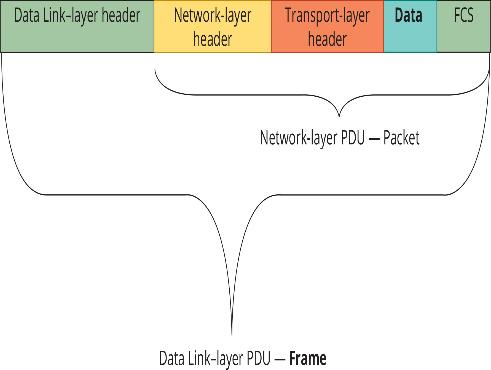 Data Link–layer header
Network-layer
header
Transport-layer
header
Data
FCS
Network-layer PDU — Packet
Data Link–layer PDU — Frame